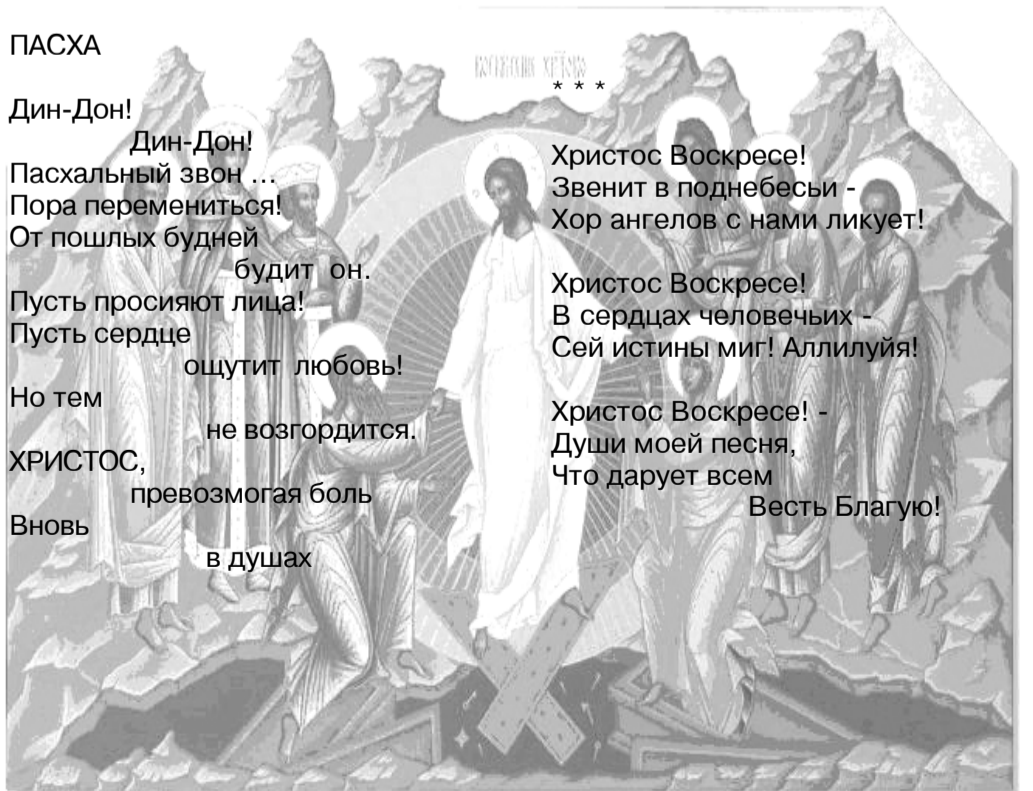 ПАСХА
Дин-Дон!
Дин-Дон!
Пасхальный звон ...
Пора перемениться!
От пошлых будней
будит он.
Пусть просияют лица!
Пусть сердце
ощутит любовь!
Но тем
не возгордится.
ХРИСТОС,
превозмогая боль
Вновь
в душах
* * *
Христос Воскресе!
Звенит в поднебесьи -
Хор ангелов с нами ликует!
Христос Воскресе!
В сердцах человечьих -
Сей истины миг! Аллилуйя!
Христос Воскресе! -
Души моей песня,
Что дарует всем
Весть Благую!